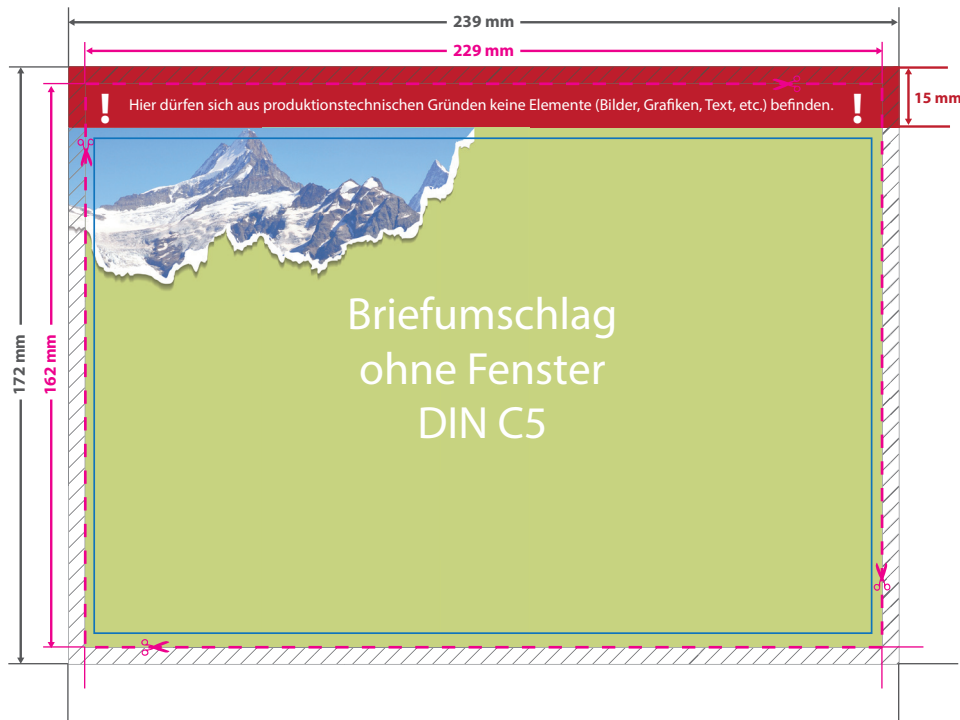 239 mm
229 mm
! Hier dürfen sich aus produktionstechnischen Gründen keine Elemente (Bilder, Grafiken, Text, etc.) befinden. !
15 mm
172 mm
162 mm
Briefumschlag
ohne Fenster
DIN C5